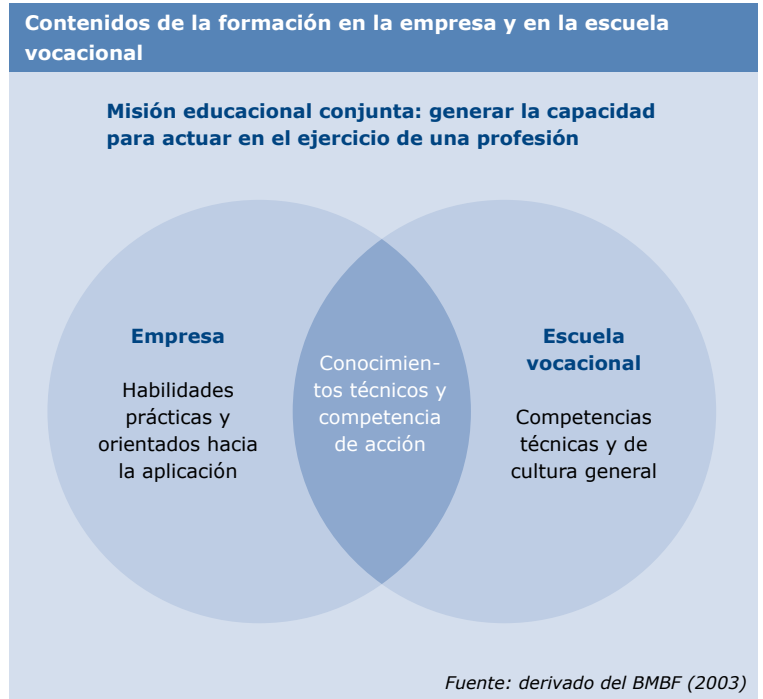 Contenidos de la formación en la empresa y en la escuela
vocacional
Misión educacional conjunta: generar la capacidad
para actuar en el ejercicio de una profesión
Empresa
Habilidades
prácticas y
orientados hacia
la aplicación
Conocimien-
tos técnicos y
competencia
de acción
Escuela
vocacional
Competencias
técnicas y de
cultura general
Fuente: derivado del BMBF (2003)